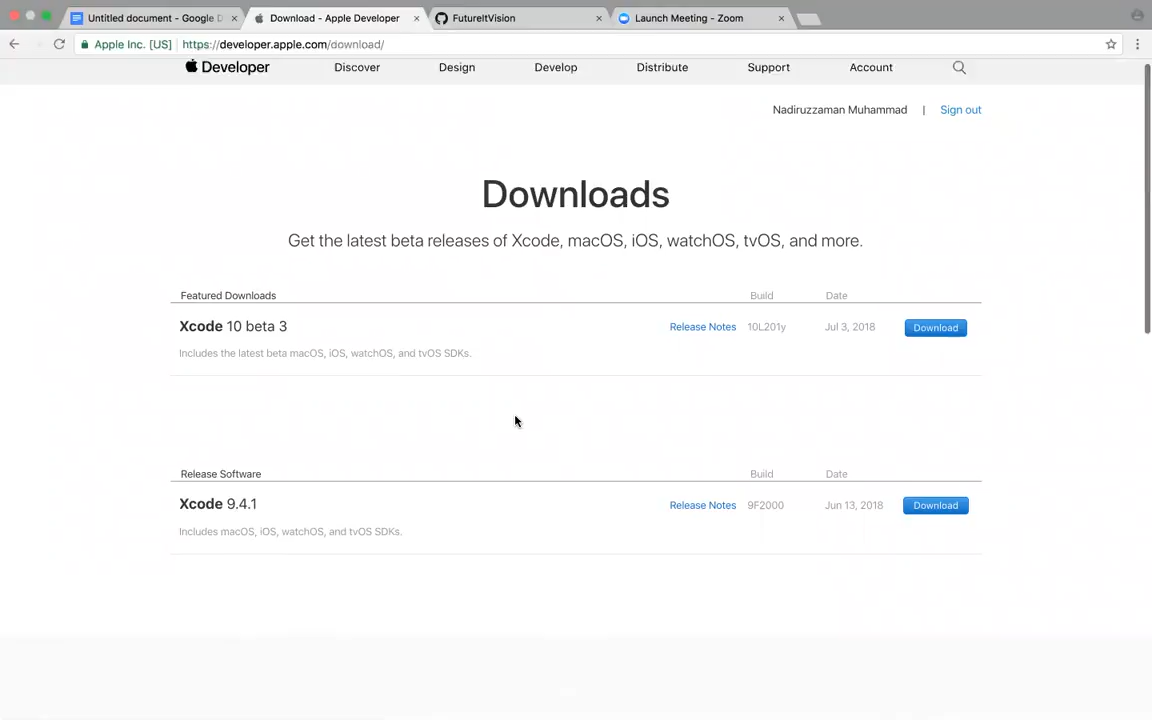 Untitled document - Google D
Download - Apple Developer
FutureItVision
Launch Meeting - Zoom
Apple Inc. [US] https://developer.apple.com/download/
Developer Discover Design Develop Distribute Support Account
Nadiruzzaman Muhammad | Sign out
Downloads
Get the latest beta releases of Xcode, macOS, iOS, watchOS, tvOS, and more.
Featured Downloads Build Date
Xcode 10 beta 3 Release Notes 10L201y Jul 3, 2018 Download
Includes the latest beta macOS, iOS, watchOS, and tvOS SDKs.
Release Software Build Date
Xcode 9.4.1 Release Notes 9F2000 Jun 13, 2018 Download
Includes macOS, iOS, watchOS, and tvOS SDKs.